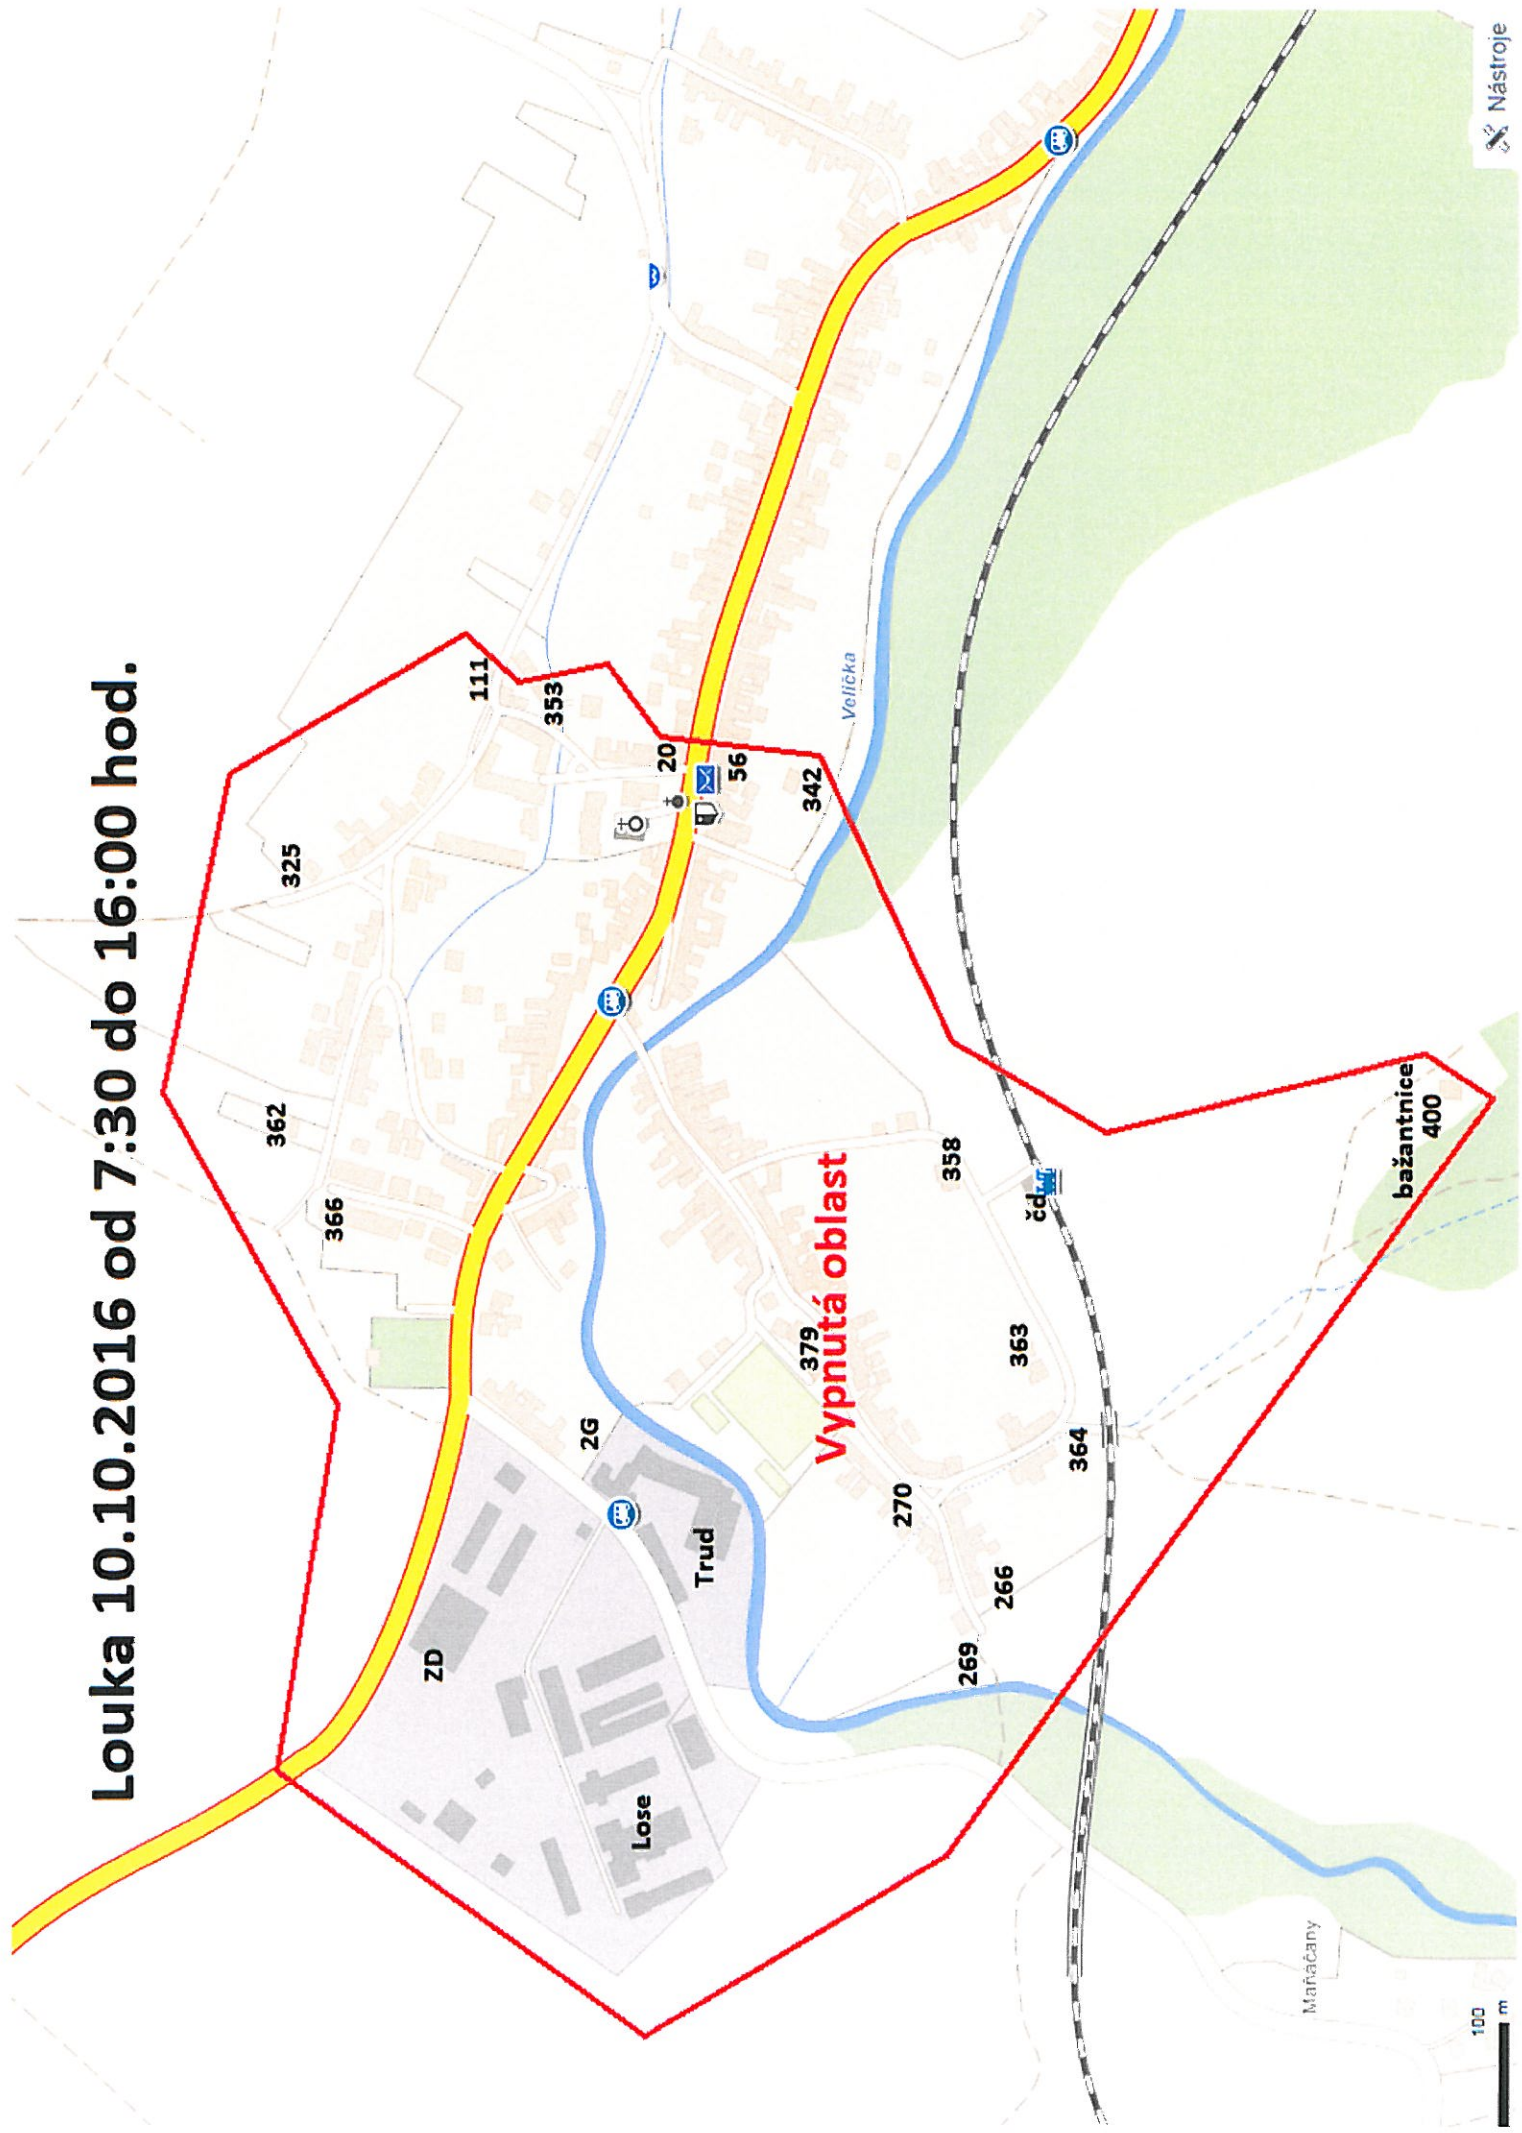 Louka 10.10.2016 od 7:30 do 16:00 hod.
325
362
366
111
353
20
56
342
Velička
ZD
2G
Trud
Lose
379
Vypnutá oblast
358
čd
363
364
270
266
269
bažantnice
400
Maňáčany
100
m
Nástroje